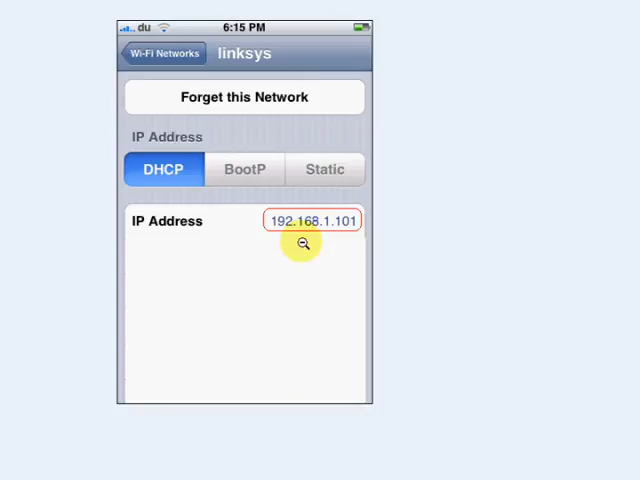 du 6:15 PM
Wi-Fi Networks linksys
Forget this Network
IP Address
DHCP BootP Static
IP Address 192.168.1.101